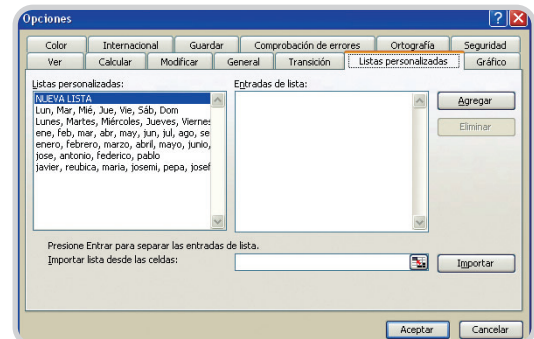 Opciones
Color Internacional Guardar Comprobación de errores Ortografía Seguridad
Ver Calcular Modificar General Transición Listas personalizadas Gráfico
Listas personalizadas: Entradas de lista:
NUEVA LISTA
Lun, Mar, Mié, Jue, Vie, Sáb, Dom
Lunes, Martes, Miércoles, Jueves, Viernes
ene, feb, mar, abr, may, jun, jul, ago, se
enero, febrero, marzo, abril, mayo, junio,
jose, antonio, federico, pablo
javier, reubica, maria, josemi, pepa, josef
Agregar
Eliminar
Presione Entrar para separar las entradas de lista.
Importar lista desde las celdas: Importar
Aceptar Cancelar